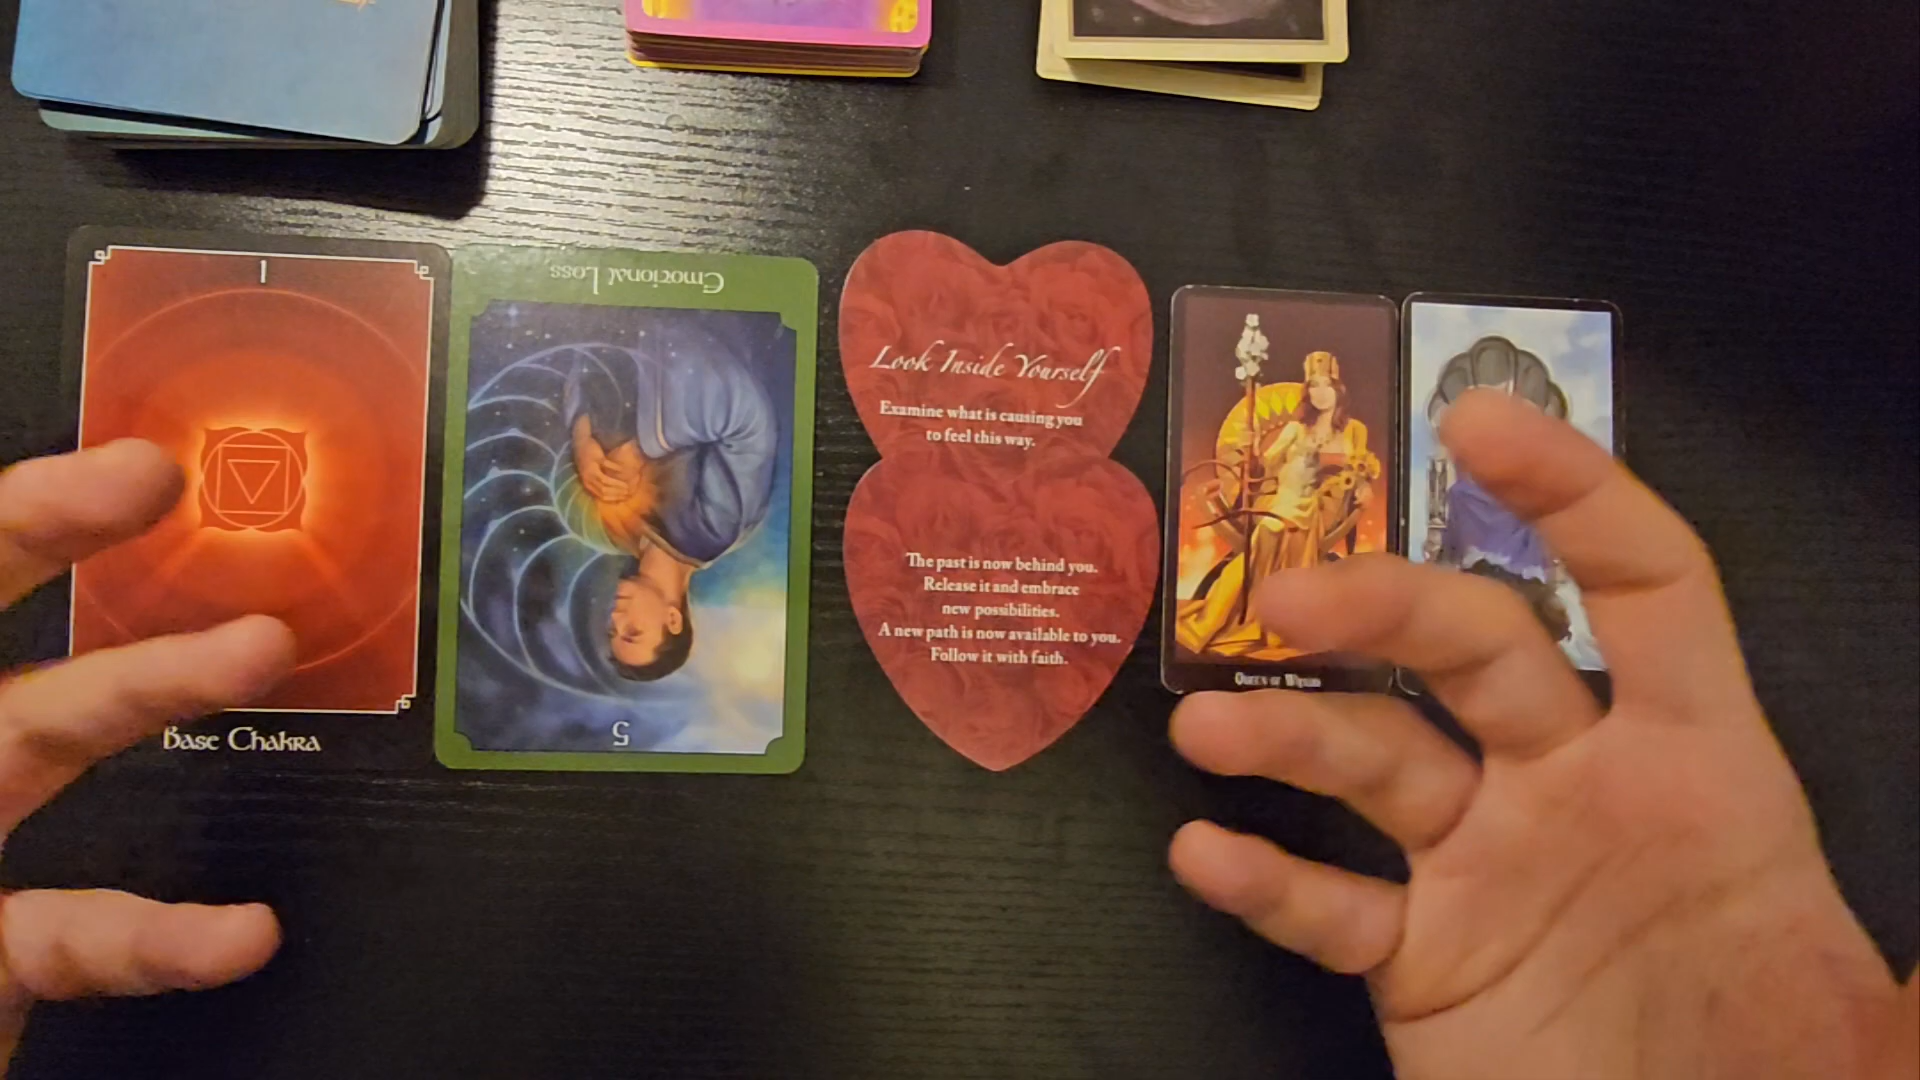 1
Base Chakra
Emotional Loss
5
Look Inside Yourself
Examine what is causing you
to feel this way.
The past is now behind you.
Release it and embrace
new possibilities.
A new path is now available to you.
Follow it with faith.
Queen of Wands